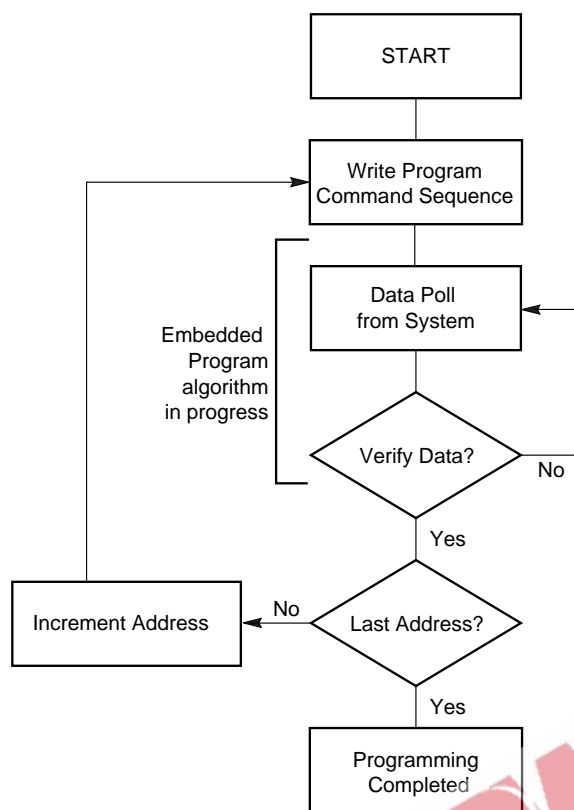 START
Write Program
Command Sequence
Data Poll
from System
Embedded
Program
algorithm
in progress
Verify Data?
No
Yes
No
Increment Address
Last Address?
Yes
Programming
Completed